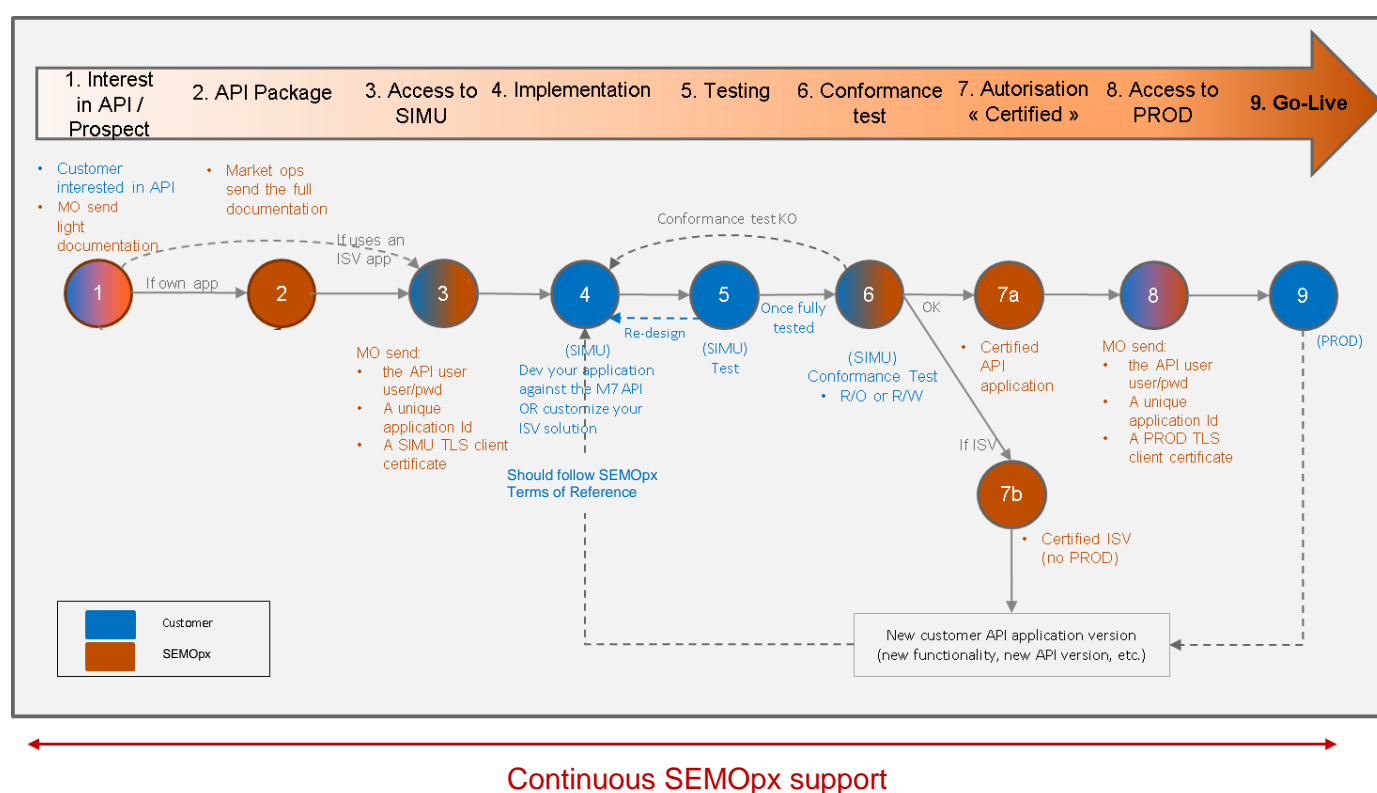 1. Interest
in API /
Prospect
2. API Package
3. Access to
SIMU
4. Implementation
5. Testing
6. Conformance
test
7. Autorisation
« Certified »
8. Access to
PROD
9. Go-Live
• Customer
interested in API
• MO send
light
documentation
• Market ops
send the full
documentation
If uses an
ISV app
Conformance test KO
1
If own app
2
3
4
5
Once fully
tested
6
OK
7a
8
9
Re-design
(SIMU)
Dev your application
against the M7 API
OR customize your
ISV solution
(SIMU)
Test
(SIMU)
Conformance Test
• R/O or R/W
• Certified
API
application
MO send:
• the API user
user/pwd
• A unique
application Id
• A PROD TLS
client certificate
(PROD)
MO send:
• the API user
user/pwd
• A unique
application Id
• A SIMU TLS client
certificate
Should follow SEMOpx
Terms of Reference
If ISV
7b
• Certified ISV
(no PROD)
Customer
SEMOpx
New customer API application version
(new functionality, new API version, etc.)
Continuous SEMOpx support